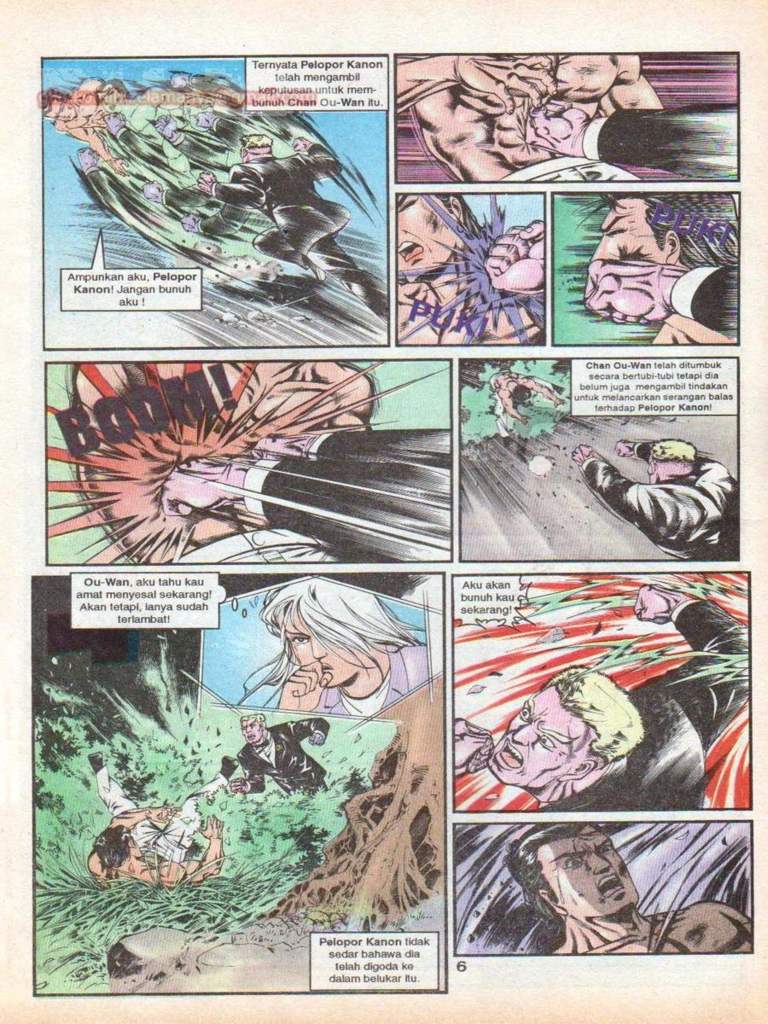 Ternyata Pelopor Kanon
telah mengambil
keputusan untuk mem-
bunuh Chan Ou-Wan itu.
Ampunkan aku, Pelopor
Kanon! Jangan bunuh
aku !
PUKI
PUKI
BOOM!
Chan Ou-Wan telah ditumbuk
secara bertubi-tubi tetapi dia
belum juga mengambil tindakan
untuk melancarkan serangan balas
terhadap Pelopor Kanon!
Ou-Wan, aku tahu kau
amat menyesal sekarang!
Akan tetapi, ianya sudah
terlambat!
Pelopor Kanon tidak
sedar bahawa dia
telah digoda ke
dalam belukar itu.
Aku akan
bunuh kau
sekarang!
6